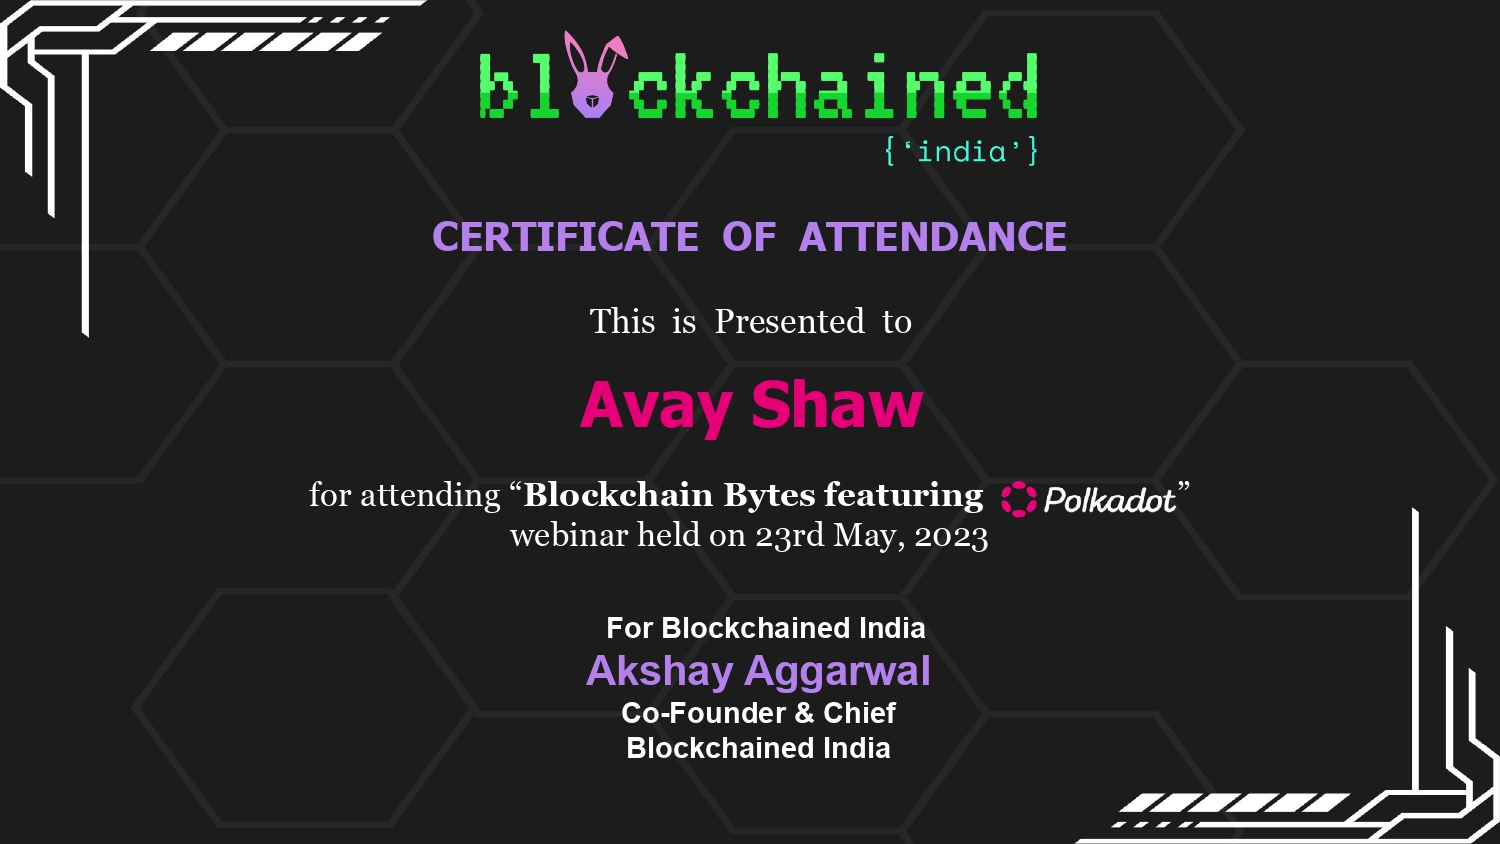 blockchained
{‘india’}
CERTIFICATE OF ATTENDANCE
This is Presented to
Avay Shaw
for attending “Blockchain Bytes featuring Polkadot”
webinar held on 23rd May, 2023
For Blockchained India
Akshay Aggarwal
Co-Founder & Chief
Blockchained India